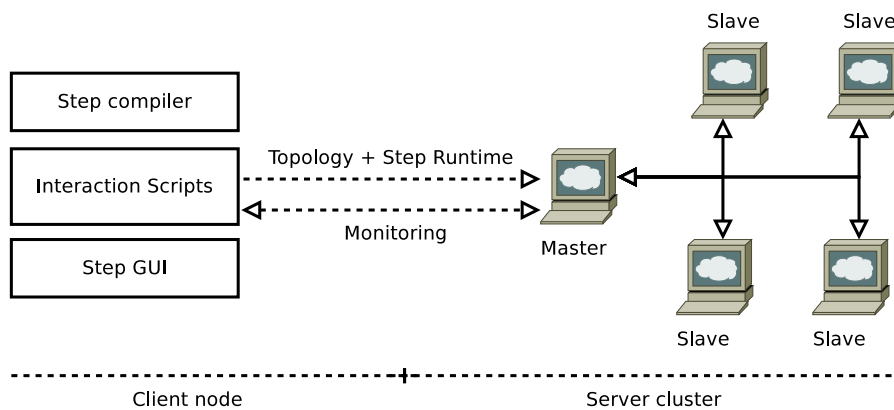 Slave
Slave
Step compiler
Topology + Step Runtime
Interaction Scripts
Monitoring
Master
Step GUI
Slave
Slave
Client node
Server cluster